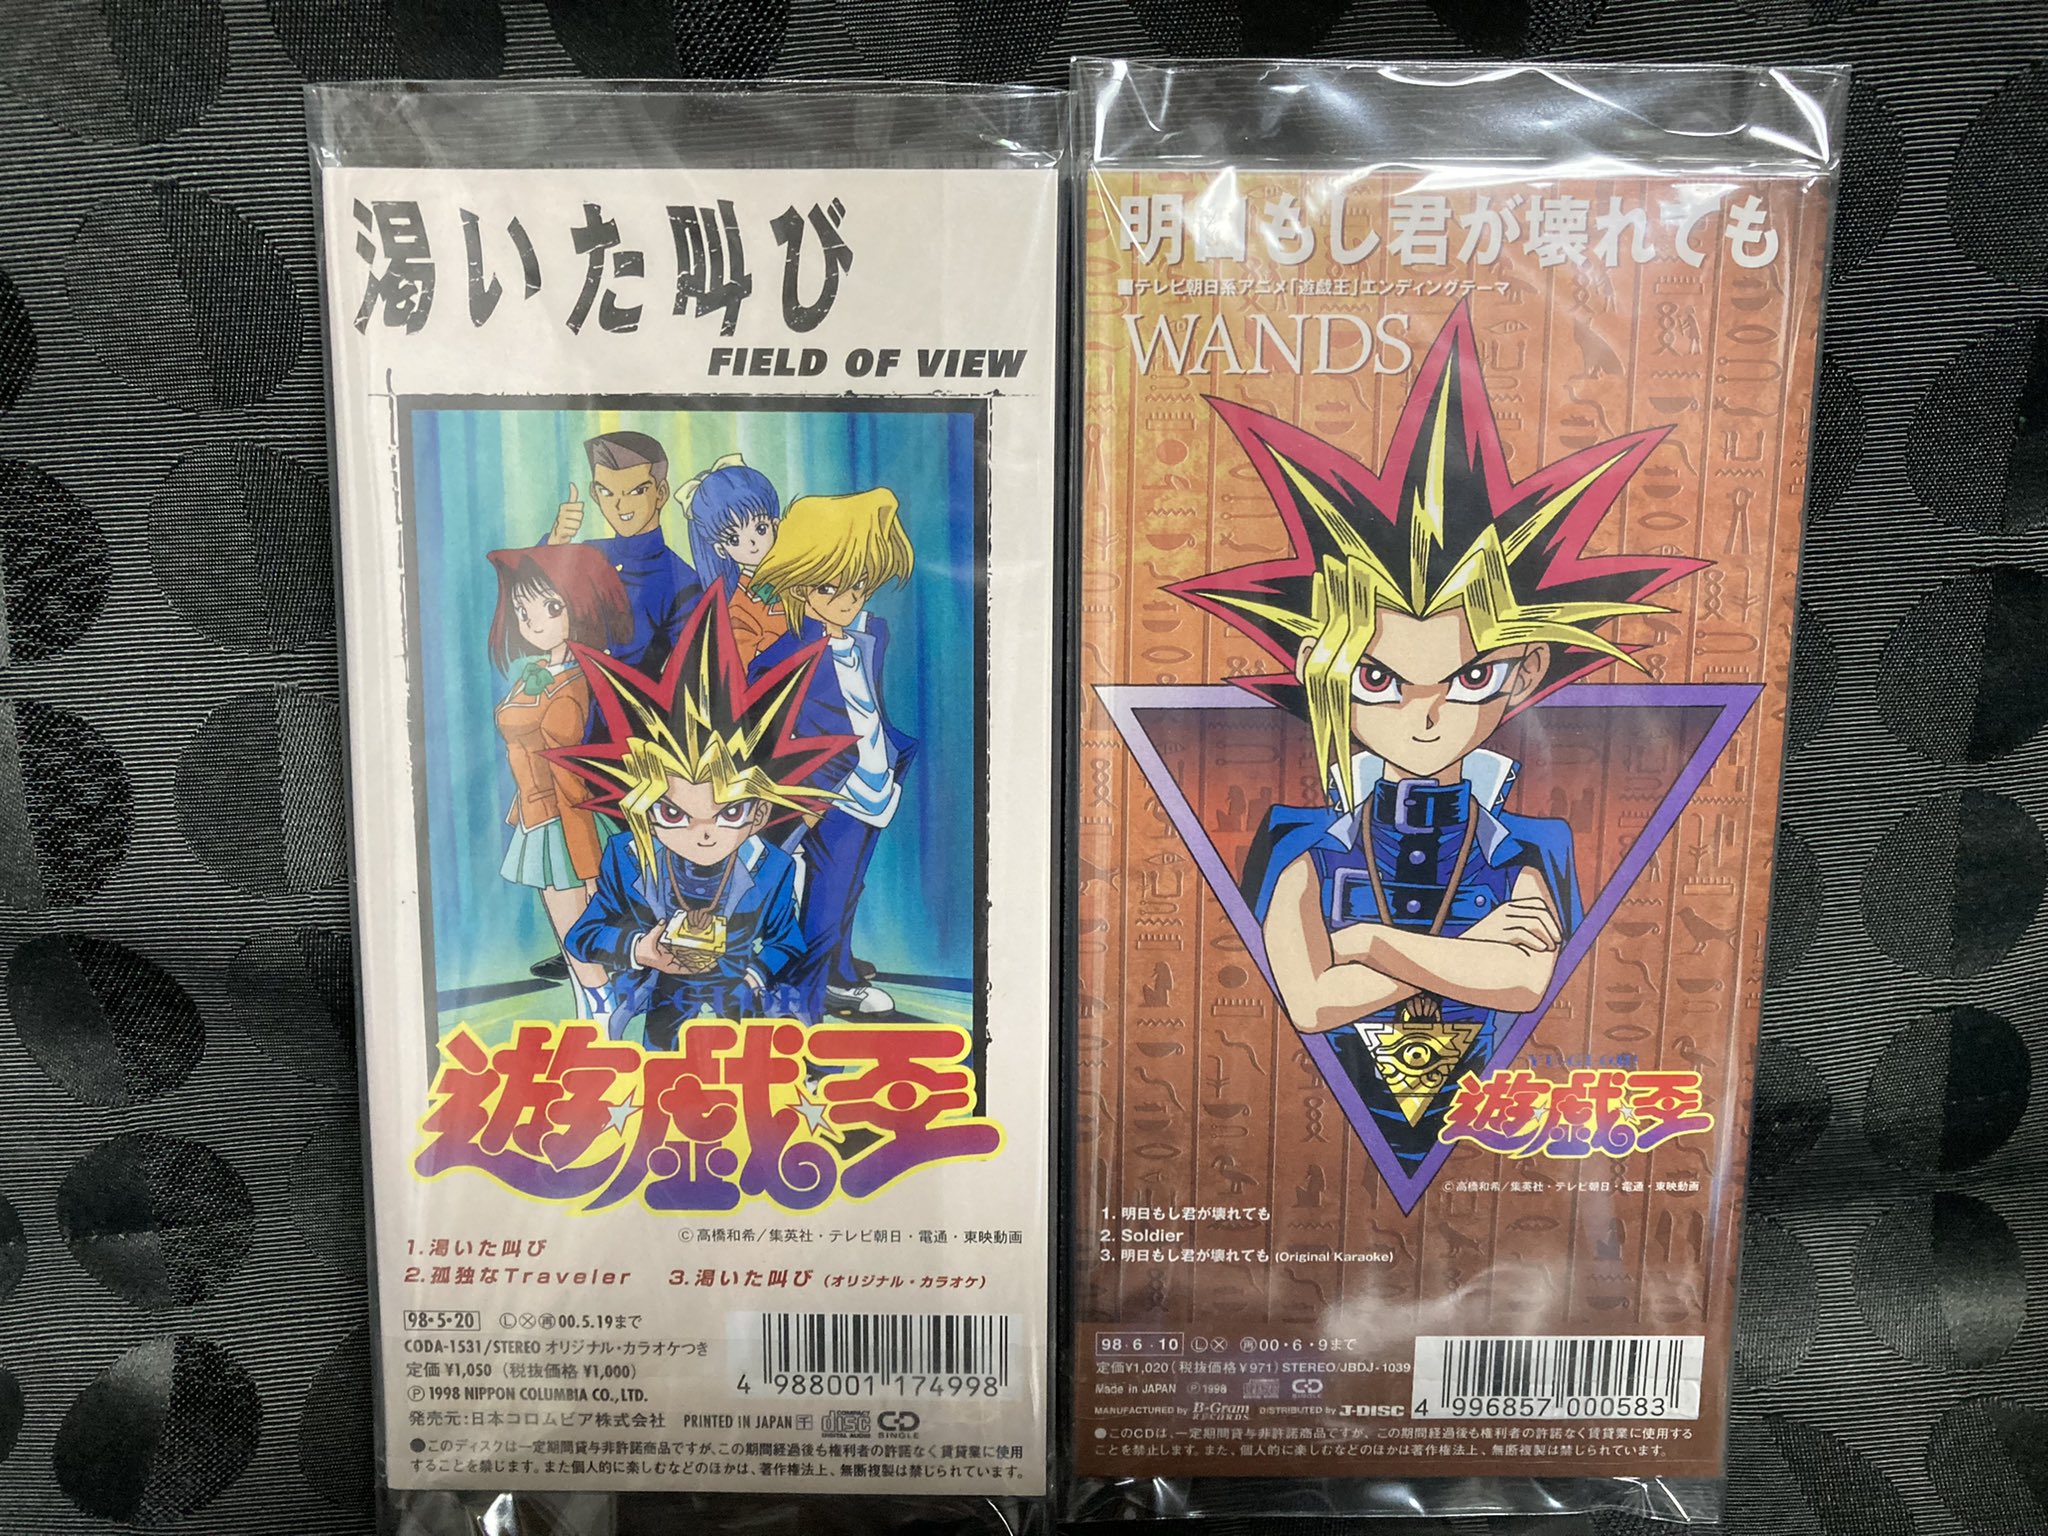 渇いた叫び
FIELD OF VIEW
YU-GI-OH!
遊☆戯☆王
©高橋和希/集英社・テレビ朝日・電通・東映動画
1.渇いた叫び
2.孤独なTraveler 3.渇いた叫び (オリジナル・カラオケ)
98・5・20 Ⓛ Ⓧ 再 00.5.19まで
CODA-1531/STEREO オリジナル・カラオケつき
定価 ¥1,050 (税抜価格 ¥1,000)
Ⓟ 1998 NIPPON COLUMBIA CO., LTD.
発売元:日本コロムビア株式会社 PRINTED IN JAPAN
COMPACT disc DIGITAL AUDIO CD SINGLE
4 988001 174998
●このディスクは一定期間貸与非許諾商品ですが、この期間経過後も権利者の許諾なく賃貸業に使用
することを禁じます。また個人的に楽しむなどのほかは、著作権法上、無断複製は禁じられています。
明日もし君が壊れても
■テレビ朝日系アニメ「遊戯王」エンディングテーマ
WANDS
遊☆戯☆王
©高橋和希/集英社・テレビ朝日・電通・東映動画
1. 明日もし君が壊れても
2. Soldier
3. 明日もし君が壊れても (Original Karaoke)
98・6・10 Ⓛ Ⓧ 再 00・6・9まで
定価¥1,020(税抜価格¥971) STEREO/JBDJ-1039
Made in JAPAN Ⓟ 1998 disc CD SINGLE
MANUFACTURED by B-Gram RECORDS DISTRIBUTED by J-DISC
4 996857 000583
●このCDは、一定期間貸与非許諾商品ですが、この期間経過後も権利者の許諾なく賃貸業に使用する
ことを禁止します。また、個人的に楽しむなどのほかは著作権法上、無断複製は禁じられています。